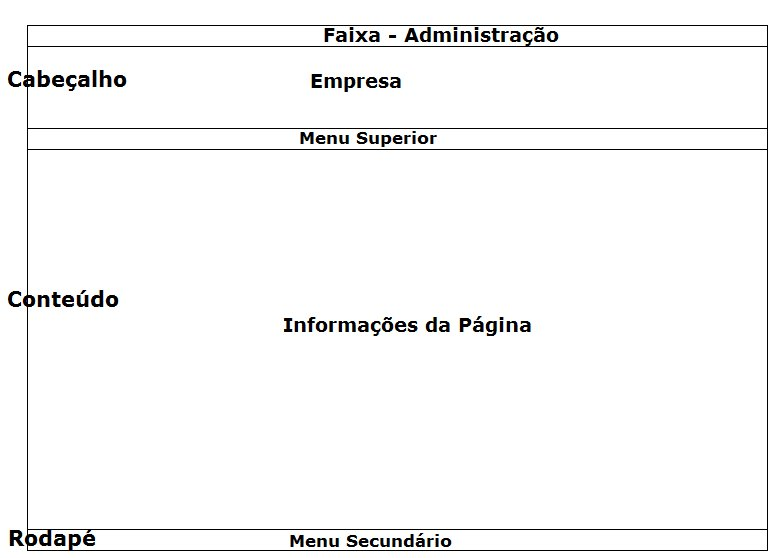 Faixa - Administração
Cabeçalho
Empresa
Menu Superior
Conteúdo
Informações da Página
Rodapé
Menu Secundário